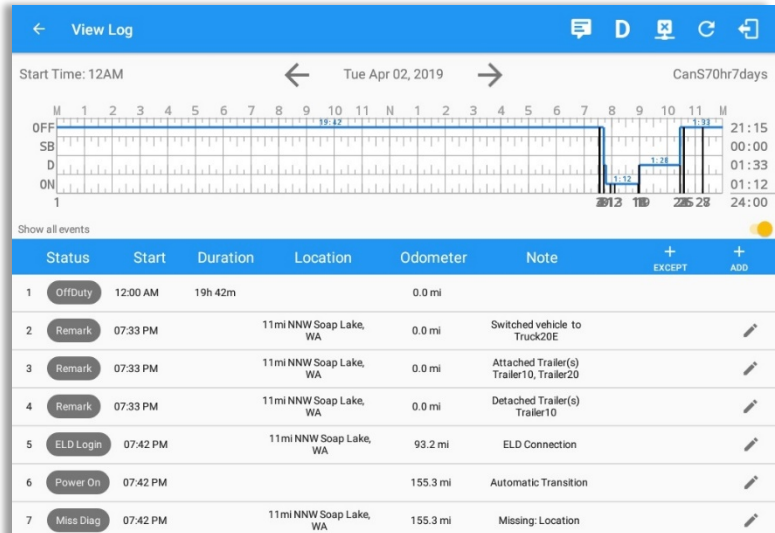 View Log
D
Start Time: 12AM
Tue Apr 02, 2019
CanS70hr7days
M 1 2 3 4 5 6 7 8 9 10 11 N 1 2 3 4 5 6 7 8 9 10 11 M
OFF 19:42 1:33 21:15
SB 00:00
D 1:28 01:33
ON 1:12 01:12
1 24:00
Show all events
Status Start Duration Location Odometer Note + EXCEPT + ADD
1 OffDuty 12:00 AM 19h 42m 0.0 mi
2 Remark 07:33 PM 11mi NNW Soap Lake, WA 0.0 mi Switched vehicle to Truck20E
3 Remark 07:33 PM 11mi NNW Soap Lake, WA 0.0 mi Attached Trailer(s) Trailer10, Trailer20
4 Remark 07:33 PM 11mi NNW Soap Lake, WA 0.0 mi Detached Trailer(s) Trailer10
5 ELD Login 07:42 PM 11mi NNW Soap Lake, WA 93.2 mi ELD Connection
6 Power On 07:42 PM 155.3 mi Automatic Transition
7 Miss Diag 07:42 PM 11mi NNW Soap Lake, WA 155.3 mi Missing: Location